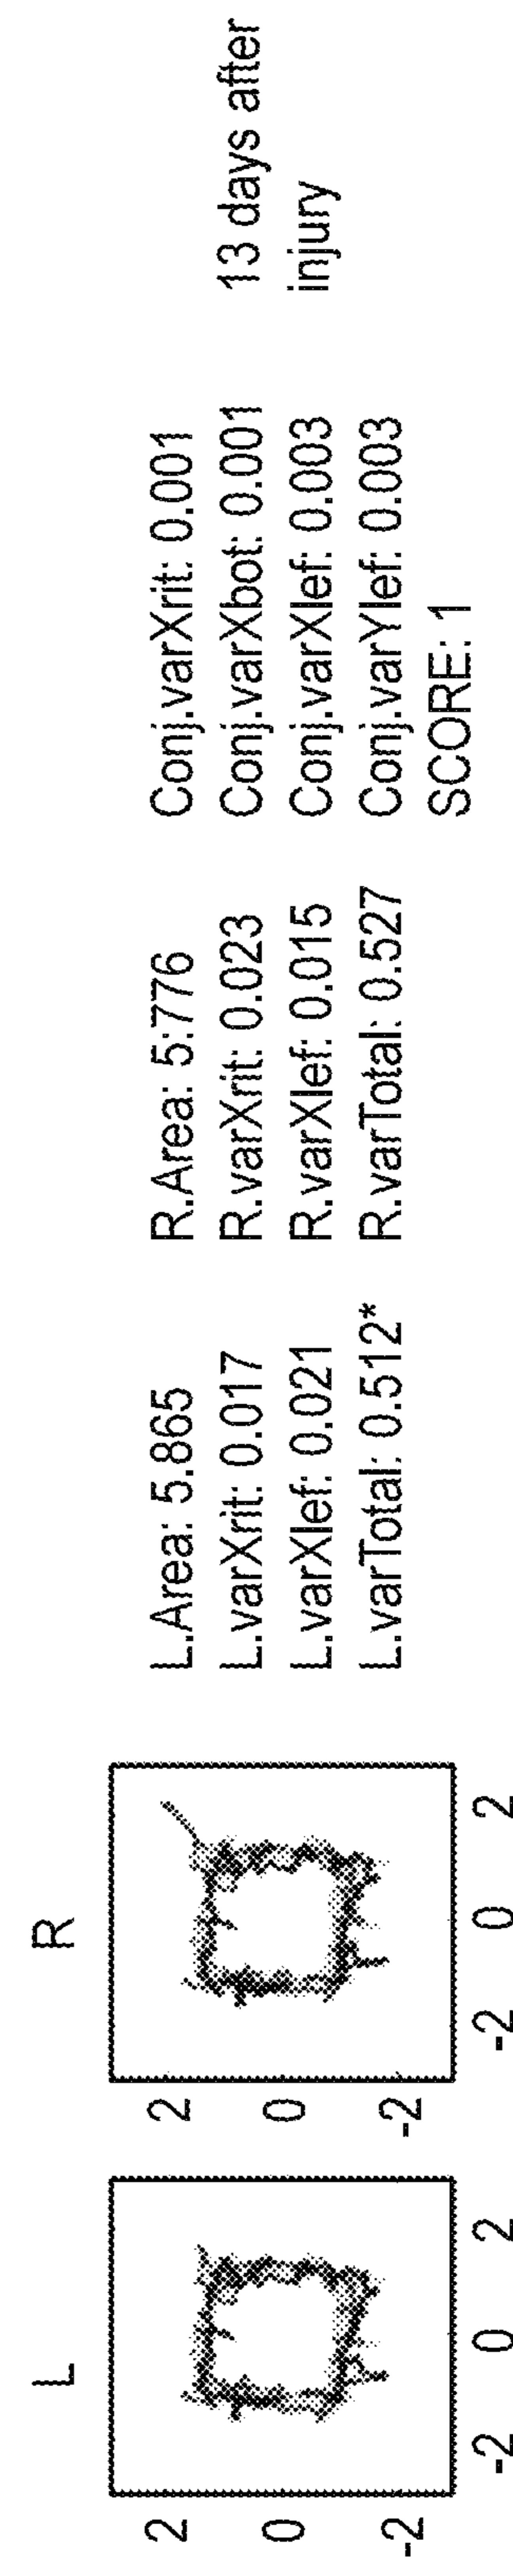 L
2
0
-2
-2
0
2
R
2
0
-2
-2
0
2
L.Area: 5.865
L.varXrit: 0.017
L.varXlef: 0.021
L.varTotal: 0.512*
R.Area: 5:776
R.varXrit: 0.023
R.varXlef: 0.015
R.varTotal: 0.527
Conj.varXrit: 0.001
Conj.varXbot: 0.001
Conj.varXlef: 0.003
Conj.varYlef: 0.003
SCORE: 1
13 days after
injury